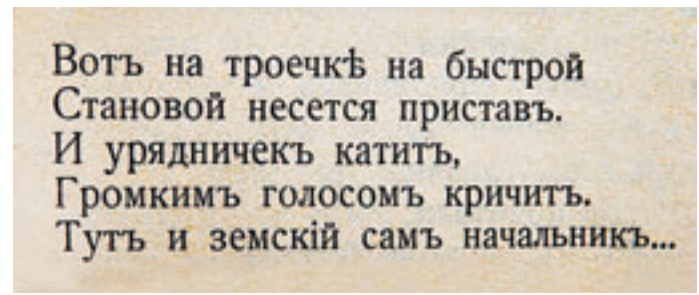 Вотъ на троечкѣ на быстрой
Становой несется приставъ.
И урядничекъ катитъ,
Громкимъ голосомъ кричитъ.
Тутъ и земскій самъ начальникъ...